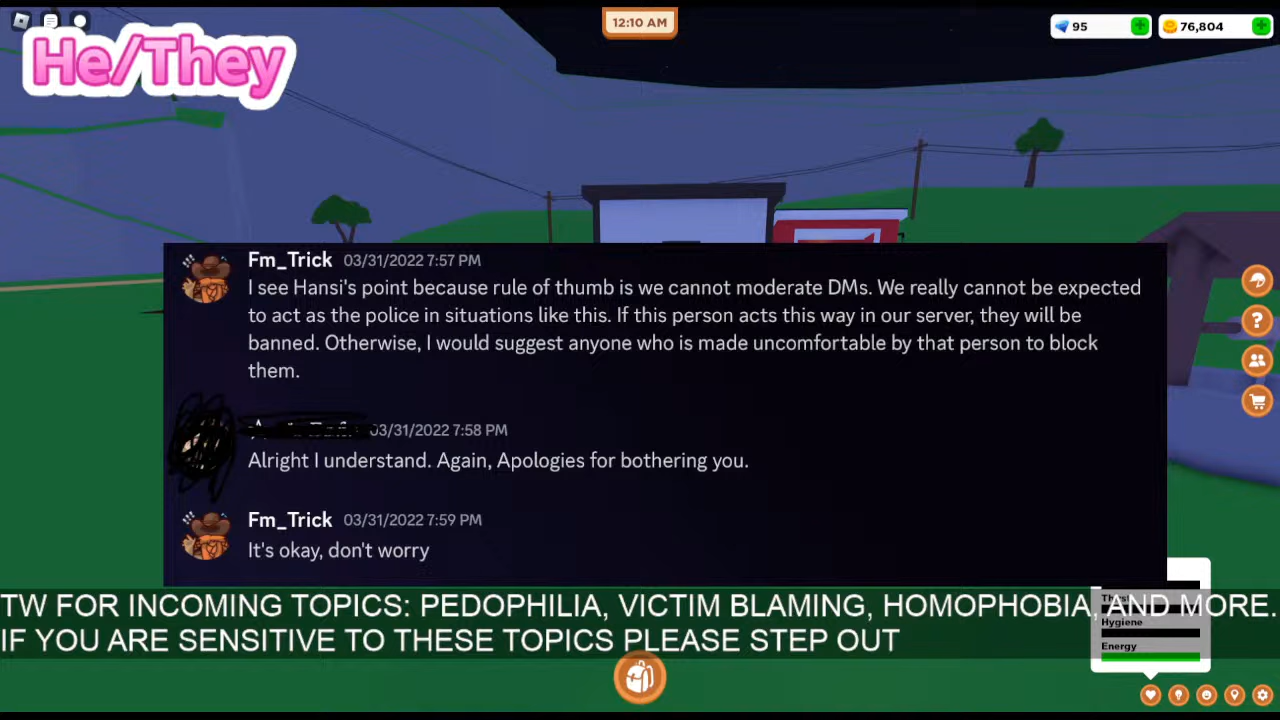 12:10 AM
95
76,804
He/They
Fm_Trick 03/31/2022 7:57 PM
I see Hansi's point because rule of thumb is we cannot moderate DMs. We really cannot be expected
to act as the police in situations like this. If this person acts this way in our server, they will be
banned. Otherwise, I would suggest anyone who is made uncomfortable by that person to block
them.
03/31/2022 7:58 PM
Alright I understand. Again, Apologies for bothering you.
Fm_Trick 03/31/2022 7:59 PM
It's okay, don't worry
TW FOR INCOMING TOPICS: PEDOPHILIA, VICTIM BLAMING, HOMOPHOBIA, AND MORE.
IF YOU ARE SENSITIVE TO THESE TOPICS PLEASE STEP OUT
Hygiene
Energy